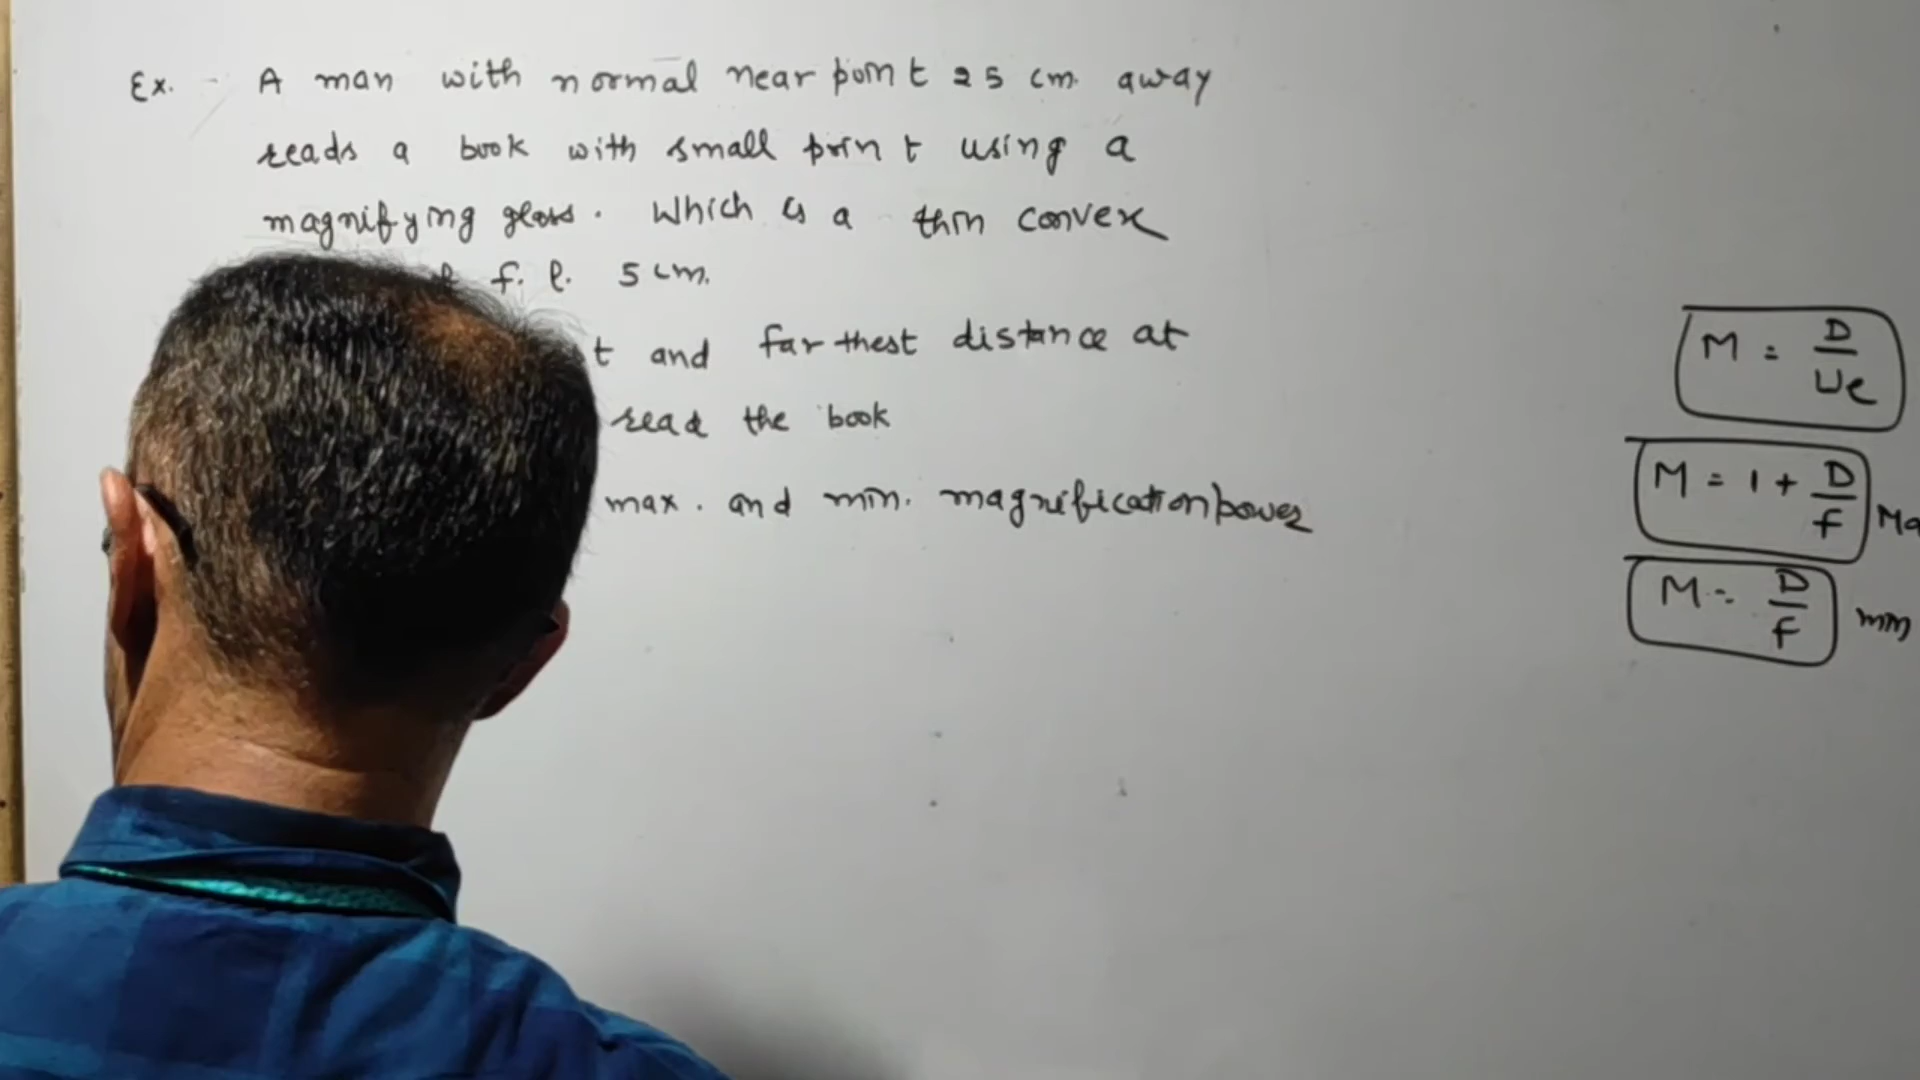 Ex. A man with normal near point 25 cm. away
reads a book with small print using a
magnifying glass. Which is a thin convex
f. l. 5 cm.
t and farthest distance at
read the book
max. and min. magnification/power
M = D/Ue
M = 1 + D/f Ma
M = D/f min